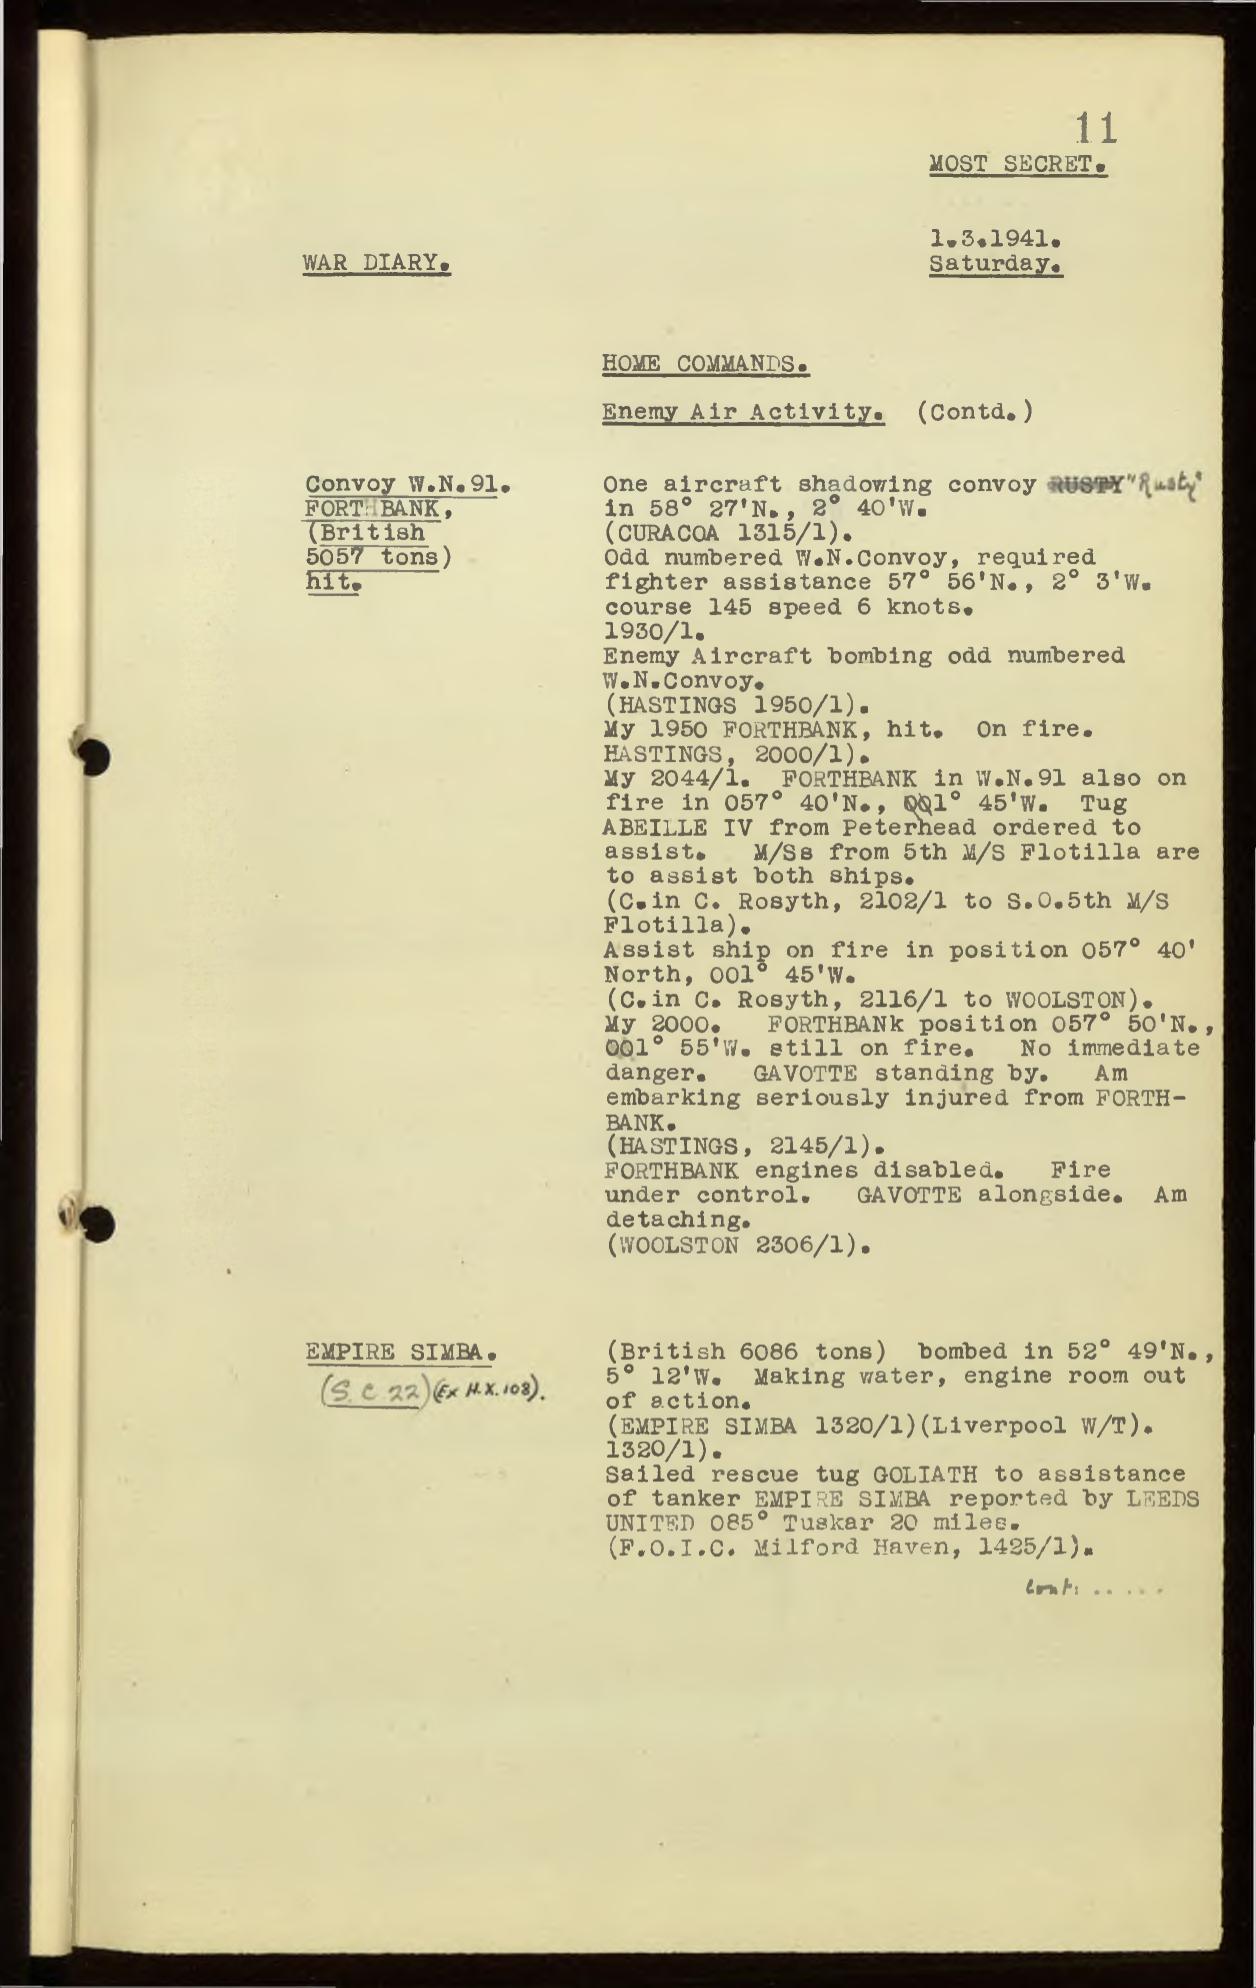 11
MOST SECRET.
1.3.1941.
WAR DIARY.
Saturday.
HOME COMMANDS.
Enemy Air Activity. (Contd.)
Convoy W.N.91.
FORTHBANK,
(British
5057 tons)
hit.
One aircraft shadowing convoy RUSTY "Rusty"
in 58° 27'N., 2° 40'W.
(CURACOA 1315/1).
Odd numbered W.N.Convoy, required
fighter assistance 57° 56'N., 2° 3'W.
course 145 speed 6 knots.
1930/1.
Enemy Aircraft bombing odd numbered
W.N.Convoy.
(HASTINGS 1950/1).
My 1950 FORTHBANK, hit. On fire.
HASTINGS, 2000/1).
My 2044/1. FORTHBANK in W.N.91 also on
fire in 057° 40'N., 001° 45'W. Tug
ABEILLE IV from Peterhead ordered to
assist. M/Ss from 5th M/S Flotilla are
to assist both ships.
(C.in C. Rosyth, 2102/1 to S.O.5th M/S
Flotilla).
Assist ship on fire in position 057° 40'
North, 001° 45'W.
(C.in C. Rosyth, 2116/1 to WOOLSTON).
My 2000. FORTHBANk position 057° 50'N.,
001° 55'W. still on fire. No immediate
danger. GAVOTTE standing by. Am
embarking seriously injured from FORTH-
BANK.
(HASTINGS, 2145/1).
FORTHBANK engines disabled. Fire
under control. GAVOTTE alongside. Am
detaching.
(WOOLSTON 2306/1).
EMPIRE SIMBA.
(S.C.22)(Ex H.X.108).
(British 6086 tons) bombed in 52° 49'N.,
5° 12'W. Making water, engine room out
of action.
(EMPIRE SIMBA 1320/1)(Liverpool W/T).
1320/1).
Sailed rescue tug GOLIATH to assistance
of tanker EMPIRE SIMBA reported by LEEDS
UNITED 085° Tuskar 20 miles.
(F.O.I.C. Milford Haven, 1425/1).
Cont: .....